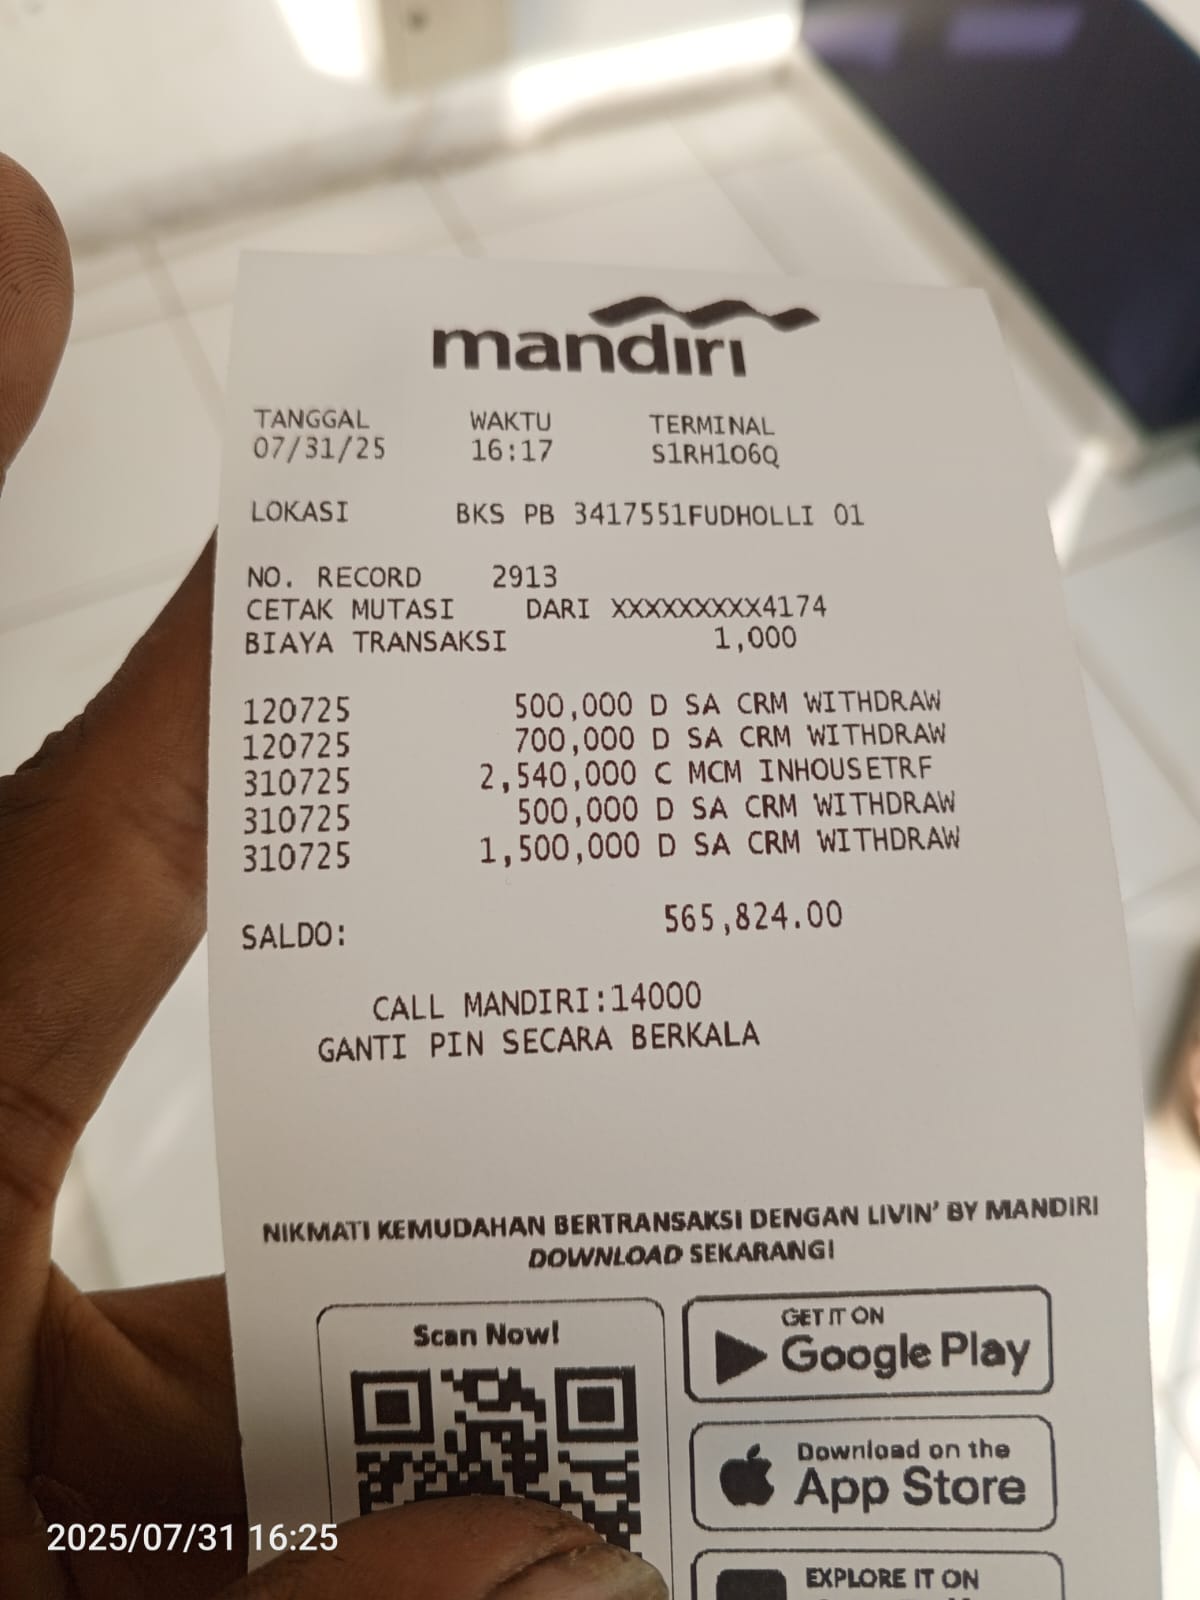 mandiri
TANGGAL WAKTU TERMINAL
07/31/25 16:17 S1RH1O6Q
LOKASI BKS PB 3417551FUDHOLLI 01
NO. RECORD 2913
CETAK MUTASI DARI XXXXXXXXX4174
BIAYA TRANSAKSI 1,000
120725 500,000 D SA CRM WITHDRAW
120725 700,000 D SA CRM WITHDRAW
310725 2,540,000 C MCM INHOUSETRF
310725 500,000 D SA CRM WITHDRAW
310725 1,500,000 D SA CRM WITHDRAW
SALDO: 565,824.00
CALL MANDIRI:14000
GANTI PIN SECARA BERKALA
NIKMATI KEMUDAHAN BERTRANSAKSI DENGAN LIVIN' BY MANDIRI
DOWNLOAD SEKARANG!
Scan Now!
GET IT ON
Google Play
Download on the
App Store
EXPLORE IT ON
2025/07/31 16:25